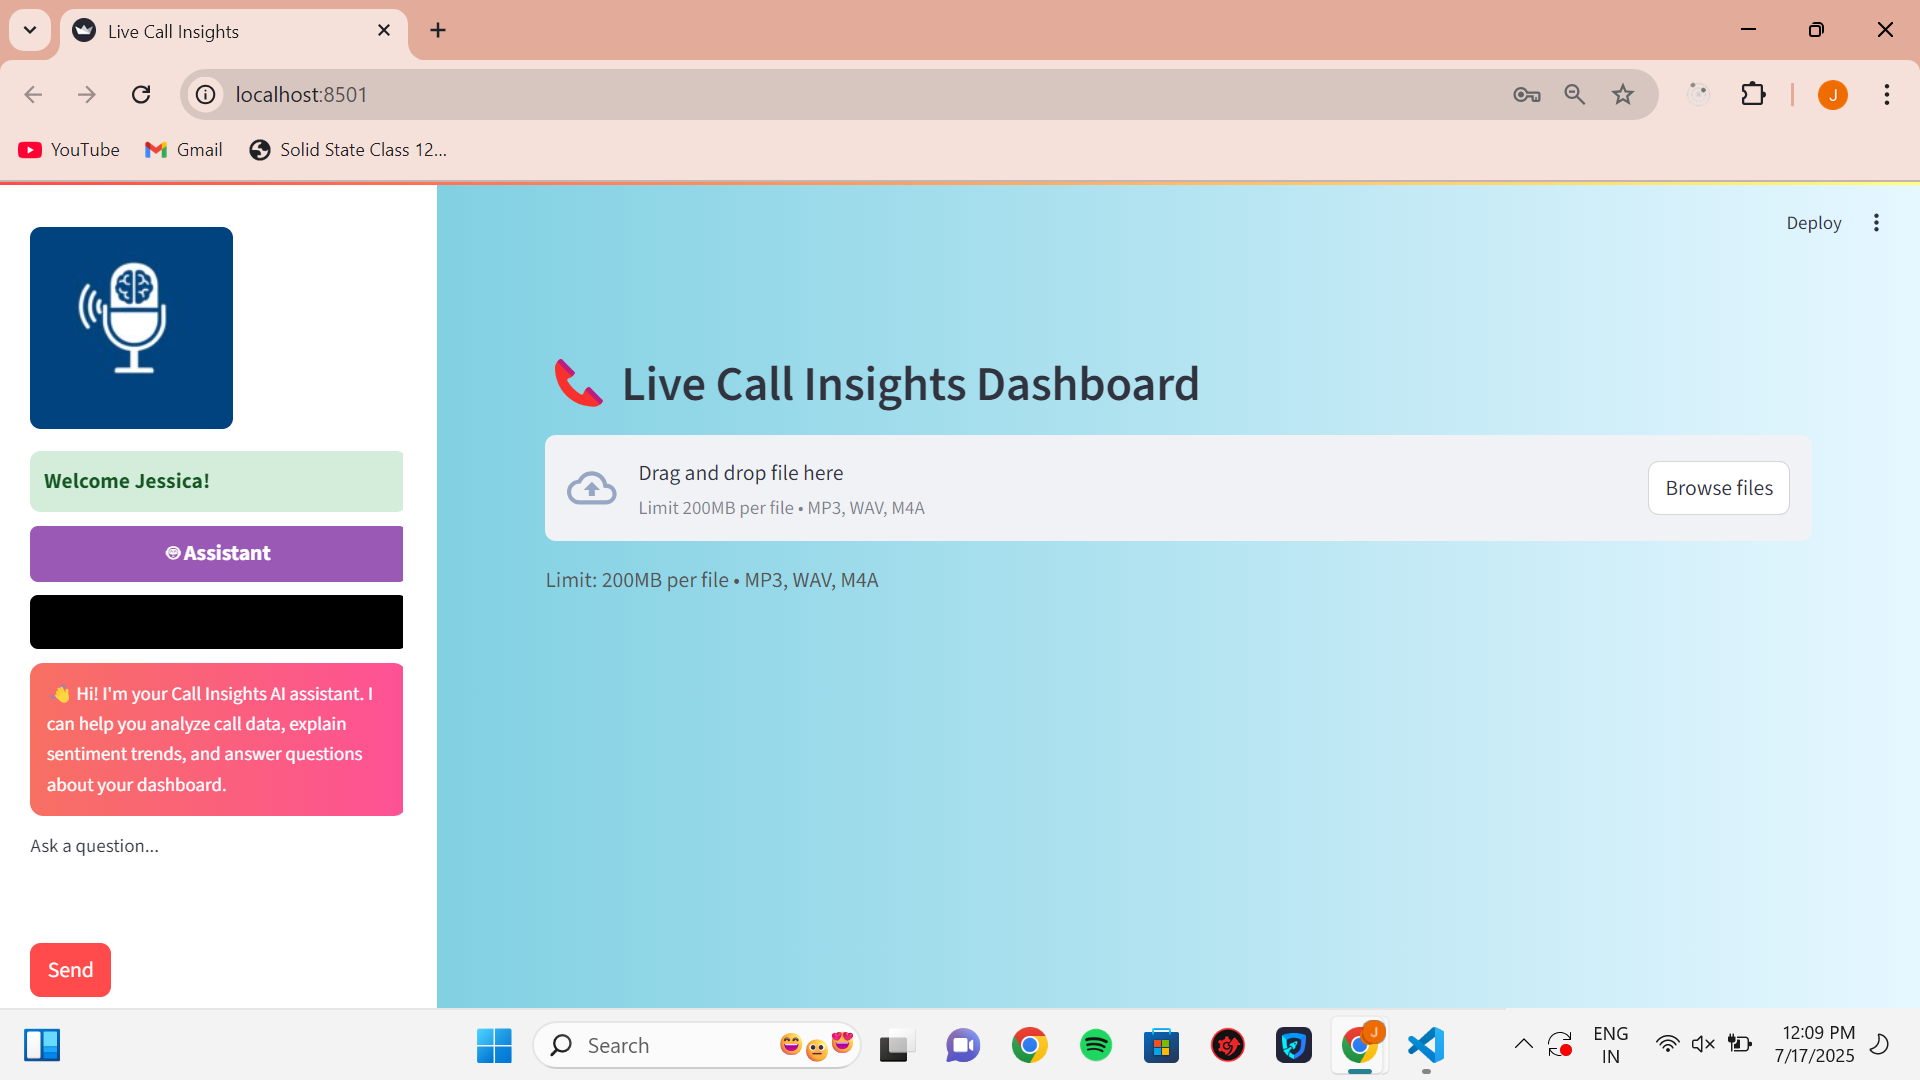 Live Call Insights
localhost:8501
J
YouTube
Gmail
Solid State Class 12...
Deploy
Welcome Jessica!
Assistant
Hi! I'm your Call Insights AI assistant. I
can help you analyze call data, explain
sentiment trends, and answer questions
about your dashboard.
Ask a question...
Send
Live Call Insights Dashboard
Drag and drop file here
Limit 200MB per file • MP3, WAV, M4A
Browse files
Limit: 200MB per file • MP3, WAV, M4A
Search
J
ENG
IN
12:09 PM
7/17/2025